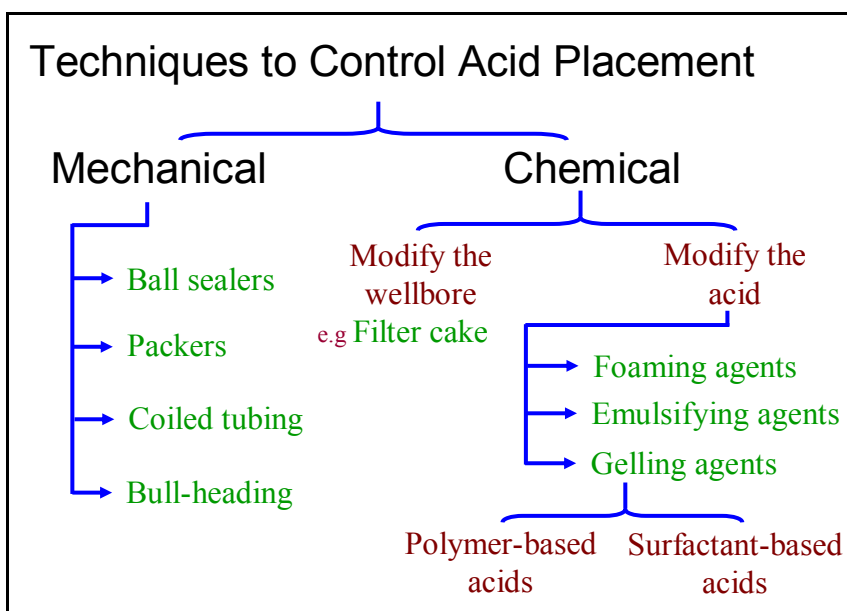 Techniques to Control Acid Placement
Mechanical
Chemical
Ball sealers
Packers
Coiled tubing
Bull-heading
Modify the
wellbore
e.g Filter cake
Modify the
acid
Foaming agents
Emulsifying agents
Gelling agents
Polymer-based
acids
Surfactant-based
acids